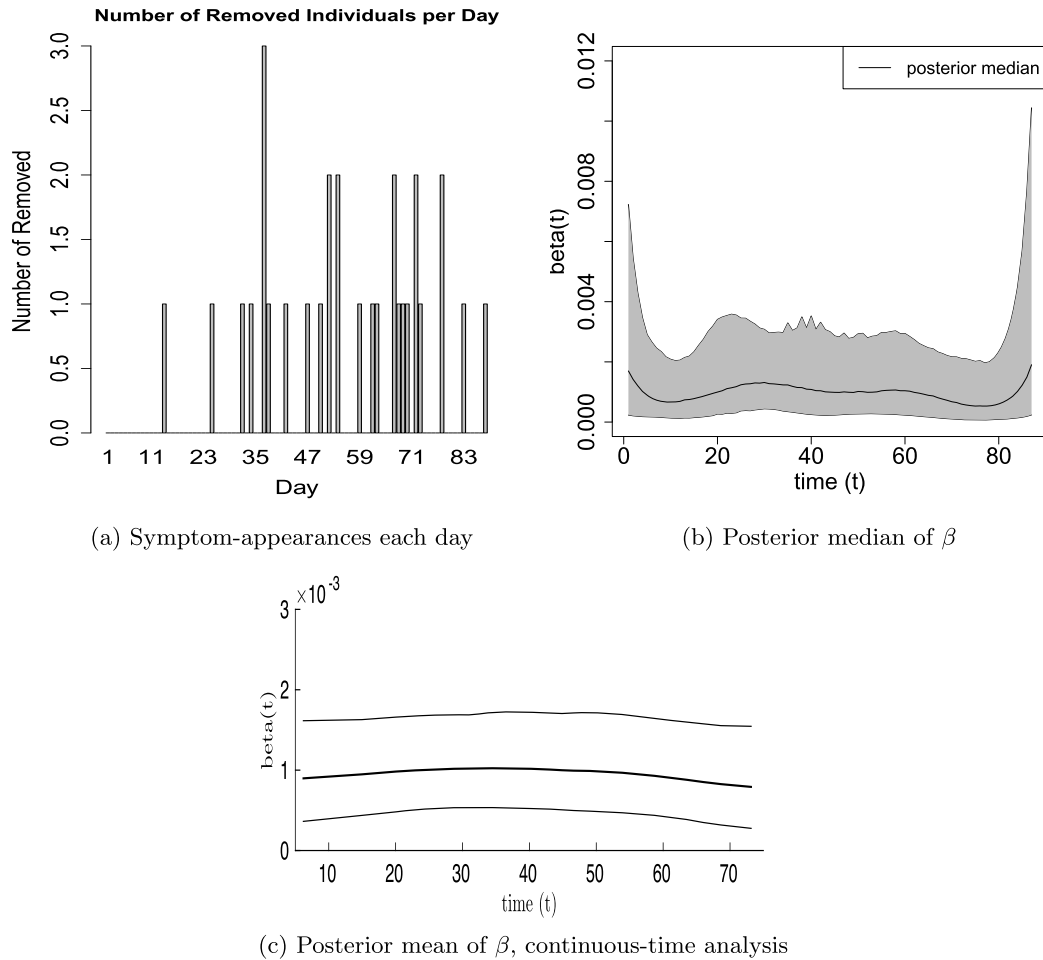 Number of Removed Individuals per Day
Number of Removed
3.0
2.5
2.0
1.5
1.0
0.5
0.0
1 11 23 35 47 59 71 83
Day
(a) Symptom-appearances each day
posterior median
beta(t)
0.012
0.008
0.004
0.000
0 20 40 60 80
time (t)
(b) Posterior median of β
×10⁻³
beta(t)
3
2
1
0
10 20 30 40 50 60 70
time (t)
(c) Posterior mean of β, continuous-time analysis